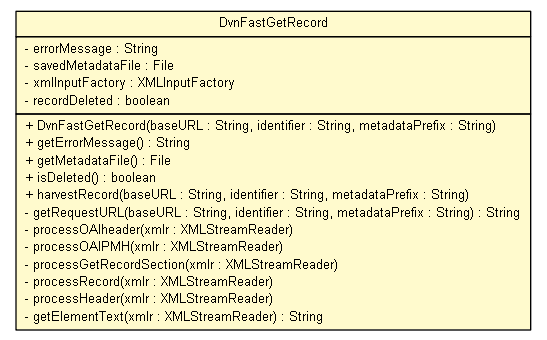 DvnFastGetRecord
- errorMessage : String
- savedMetadataFile : File
- xmlInputFactory : XMLInputFactory
- recordDeleted : boolean
+ DvnFastGetRecord(baseURL : String, identifier : String, metadataPrefix : String)
+ getErrorMessage() : String
+ getMetadataFile() : File
+ isDeleted() : boolean
+ harvestRecord(baseURL : String, identifier : String, metadataPrefix : String)
- getRequestURL(baseURL : String, identifier : String, metadataPrefix : String) : String
- processOAIheader(xmlr : XMLStreamReader)
- processOAIPMH(xmlr : XMLStreamReader)
- processGetRecordSection(xmlr : XMLStreamReader)
- processRecord(xmlr : XMLStreamReader)
- processHeader(xmlr : XMLStreamReader)
- getElementText(xmlr : XMLStreamReader) : String